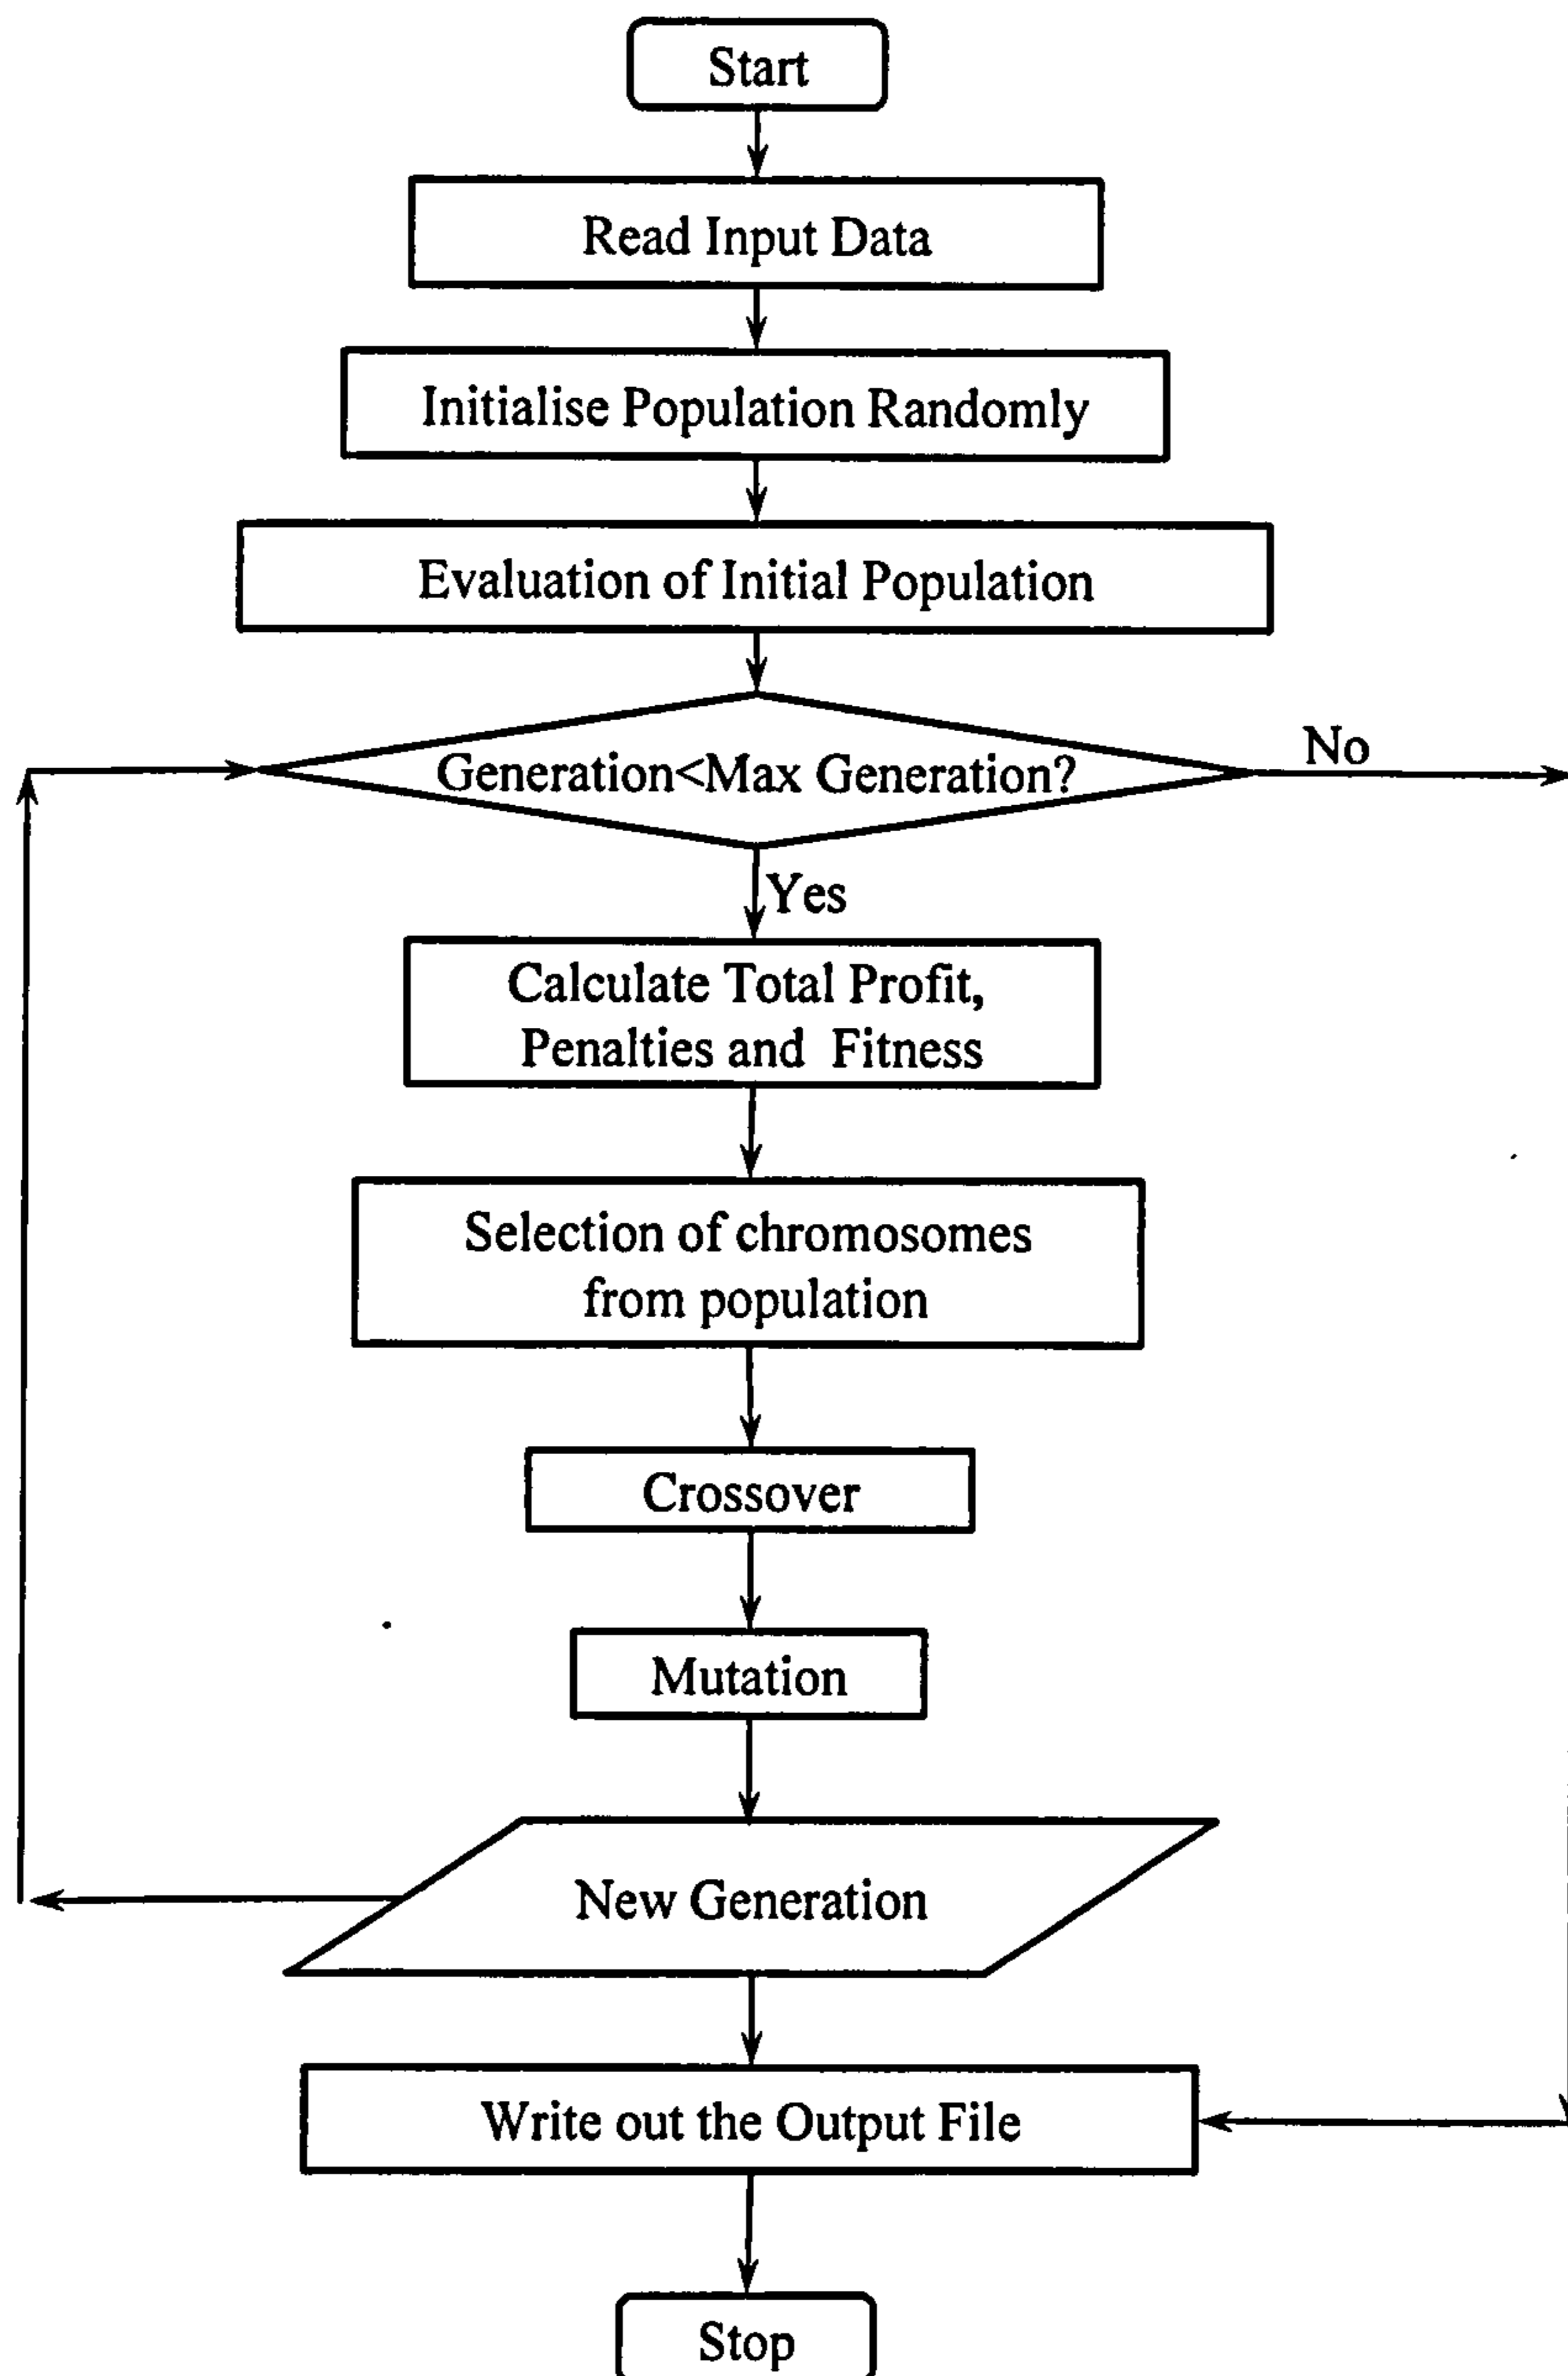 Start
Read Input Data
Initialise Population Randomly
Evaluation of Initial Population
Generation<Max Generation?
No
Yes
Calculate Total Profit,
Penalties and Fitness
Selection of chromosomes
from population
Crossover
Mutation
New Generation
Write out the Output File
Stop